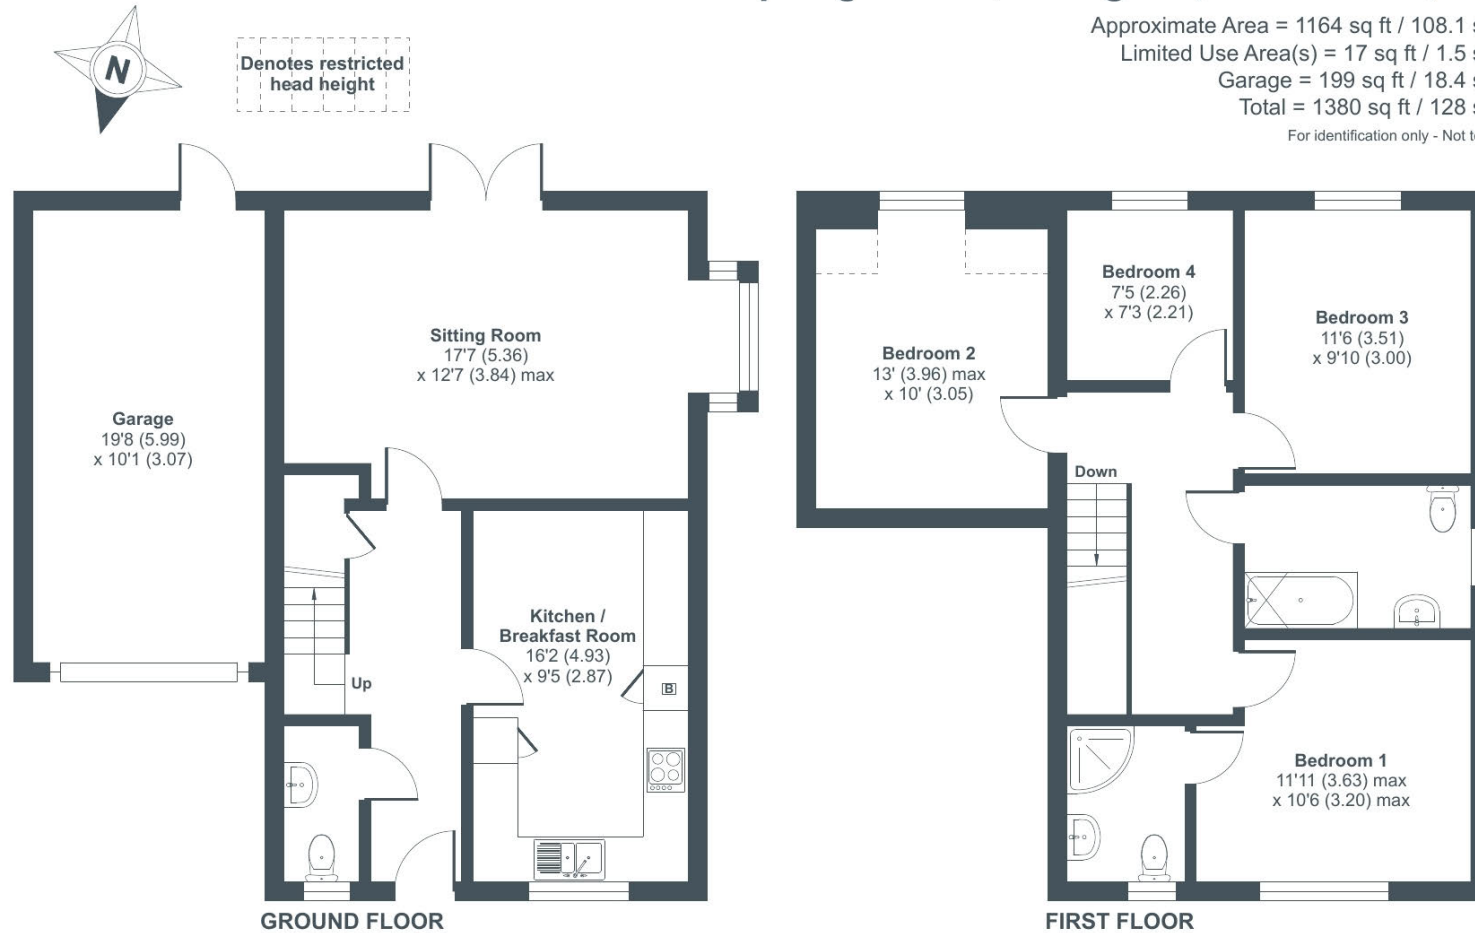 N
Denotes restricted
head height
Approximate Area = 1164 sq ft / 108.1
Limited Use Area(s) = 17 sq ft / 1.5
Garage = 199 sq ft / 18.4
Total = 1380 sq ft / 128
For identification only - Not
Garage
19'8 (5.99)
x 10'1 (3.07)
Sitting Room
17'7 (5.36)
x 12'7 (3.84) max
Kitchen /
Breakfast Room
16'2 (4.93)
x 9'5 (2.87)
B
Up
GROUND FLOOR
Bedroom 2
13' (3.96) max
x 10' (3.05)
Bedroom 4
7'5 (2.26)
x 7'3 (2.21)
Bedroom 3
11'6 (3.51)
x 9'10 (3.00)
Down
Bedroom 1
11'11 (3.63) max
x 10'6 (3.20) max
FIRST FLOOR